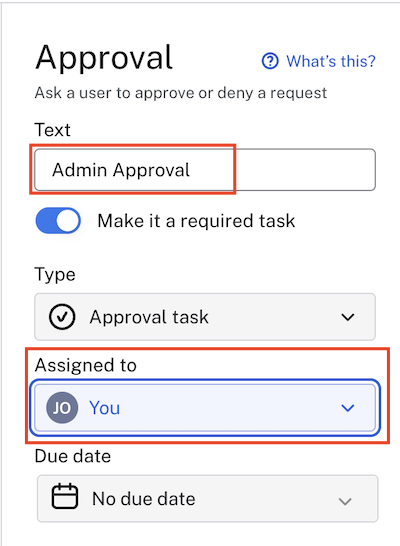 Approval
What's this?
Ask a user to approve or deny a request
Text
Admin Approval
Make it a required task
Type
Approval task
Assigned to
JO You
Due date
No due date